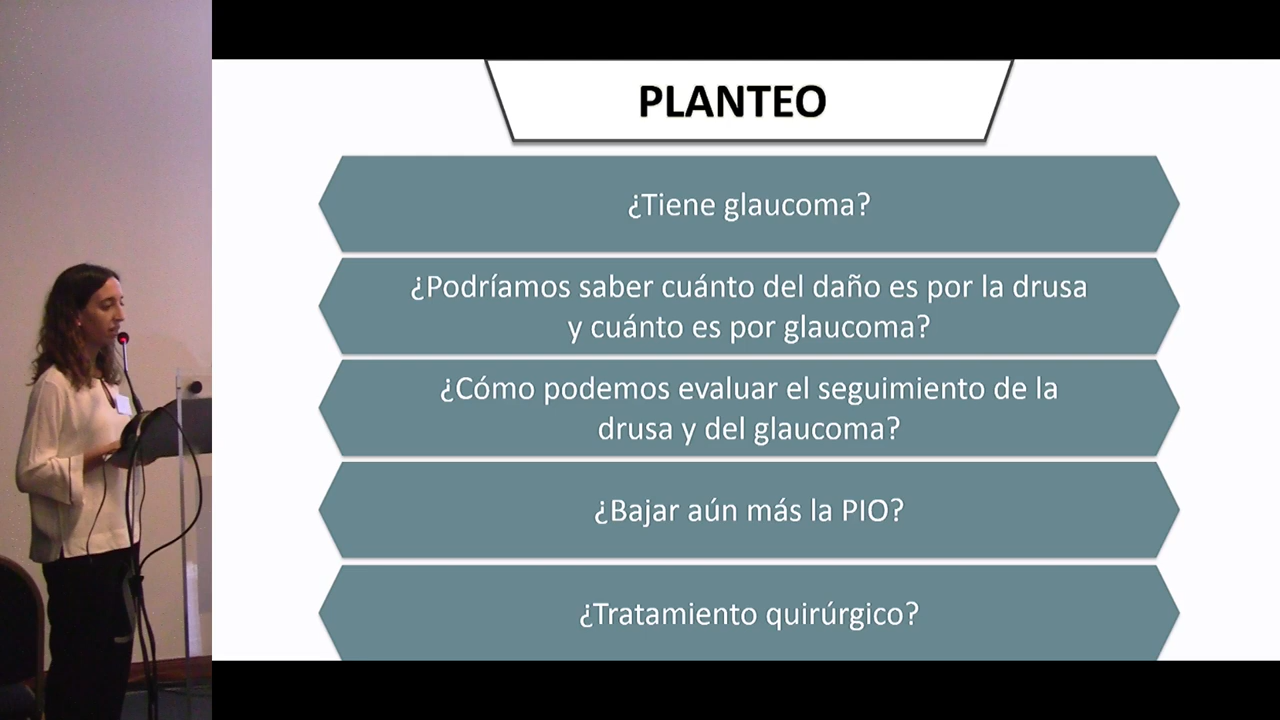 PLANTEO
¿Tiene glaucoma?
¿Podríamos saber cuánto del daño es por la drusa
y cuánto es por glaucoma?
¿Cómo podemos evaluar el seguimiento de la
drusa y del glaucoma?
¿Bajar aún más la PIO?
¿Tratamiento quirúrgico?